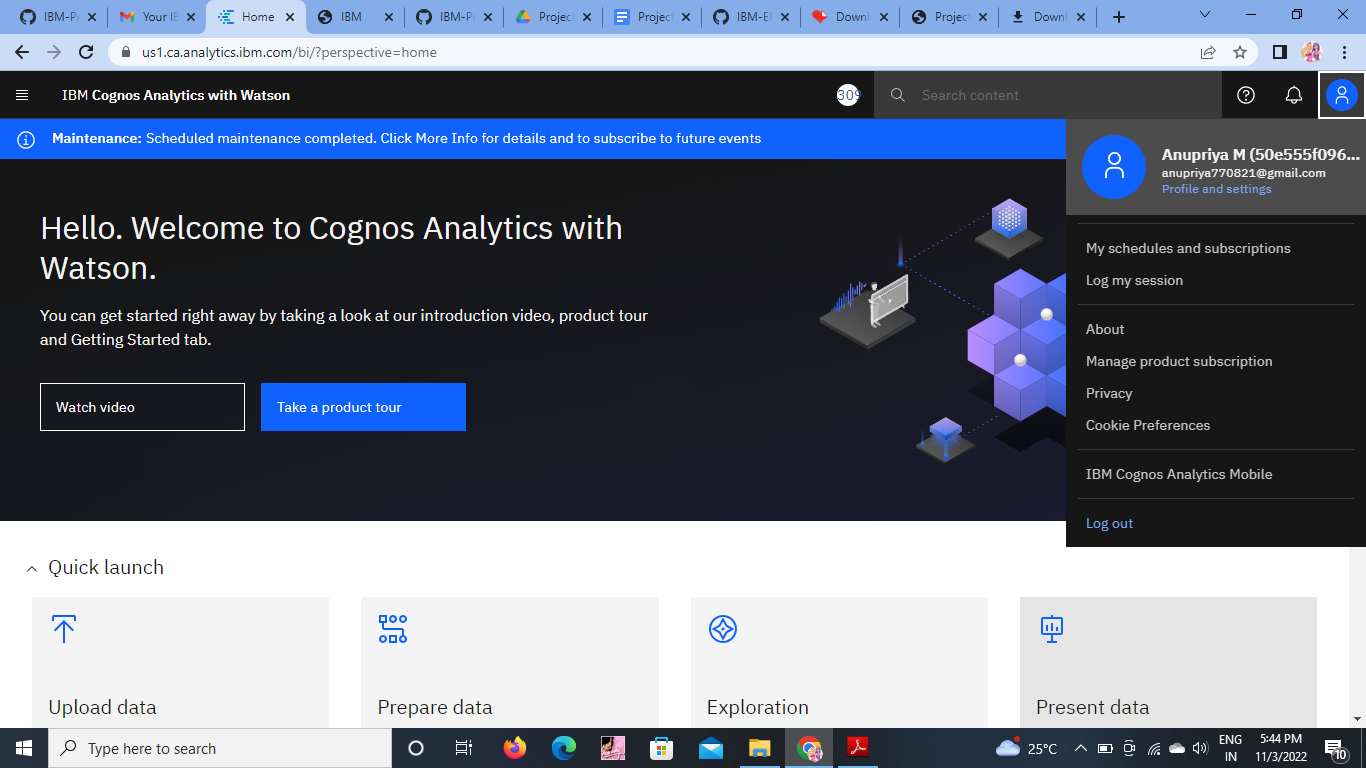 IBM-P
Your IE
Home
IBM
IBM-P
Project
Project
IBM-E
Downl
Project
Downl
us1.ca.analytics.ibm.com/bi/?perspective=home
IBM Cognos Analytics with Watson
309
Search content
Maintenance: Scheduled maintenance completed. Click More Info for details and to subscribe to future events
Anupriya M (50e555f096...
anupriya770821@gmail.com
Profile and settings
My schedules and subscriptions
Log my session
About
Manage product subscription
Privacy
Cookie Preferences
IBM Cognos Analytics Mobile
Log out
Hello. Welcome to Cognos Analytics with
Watson.
You can get started right away by taking a look at our introduction video, product tour
and Getting Started tab.
Watch video
Take a product tour
Quick launch
Upload data
Prepare data
Exploration
Present data
Type here to search
25°C
ENG
IN
5:44 PM
11/3/2022
10